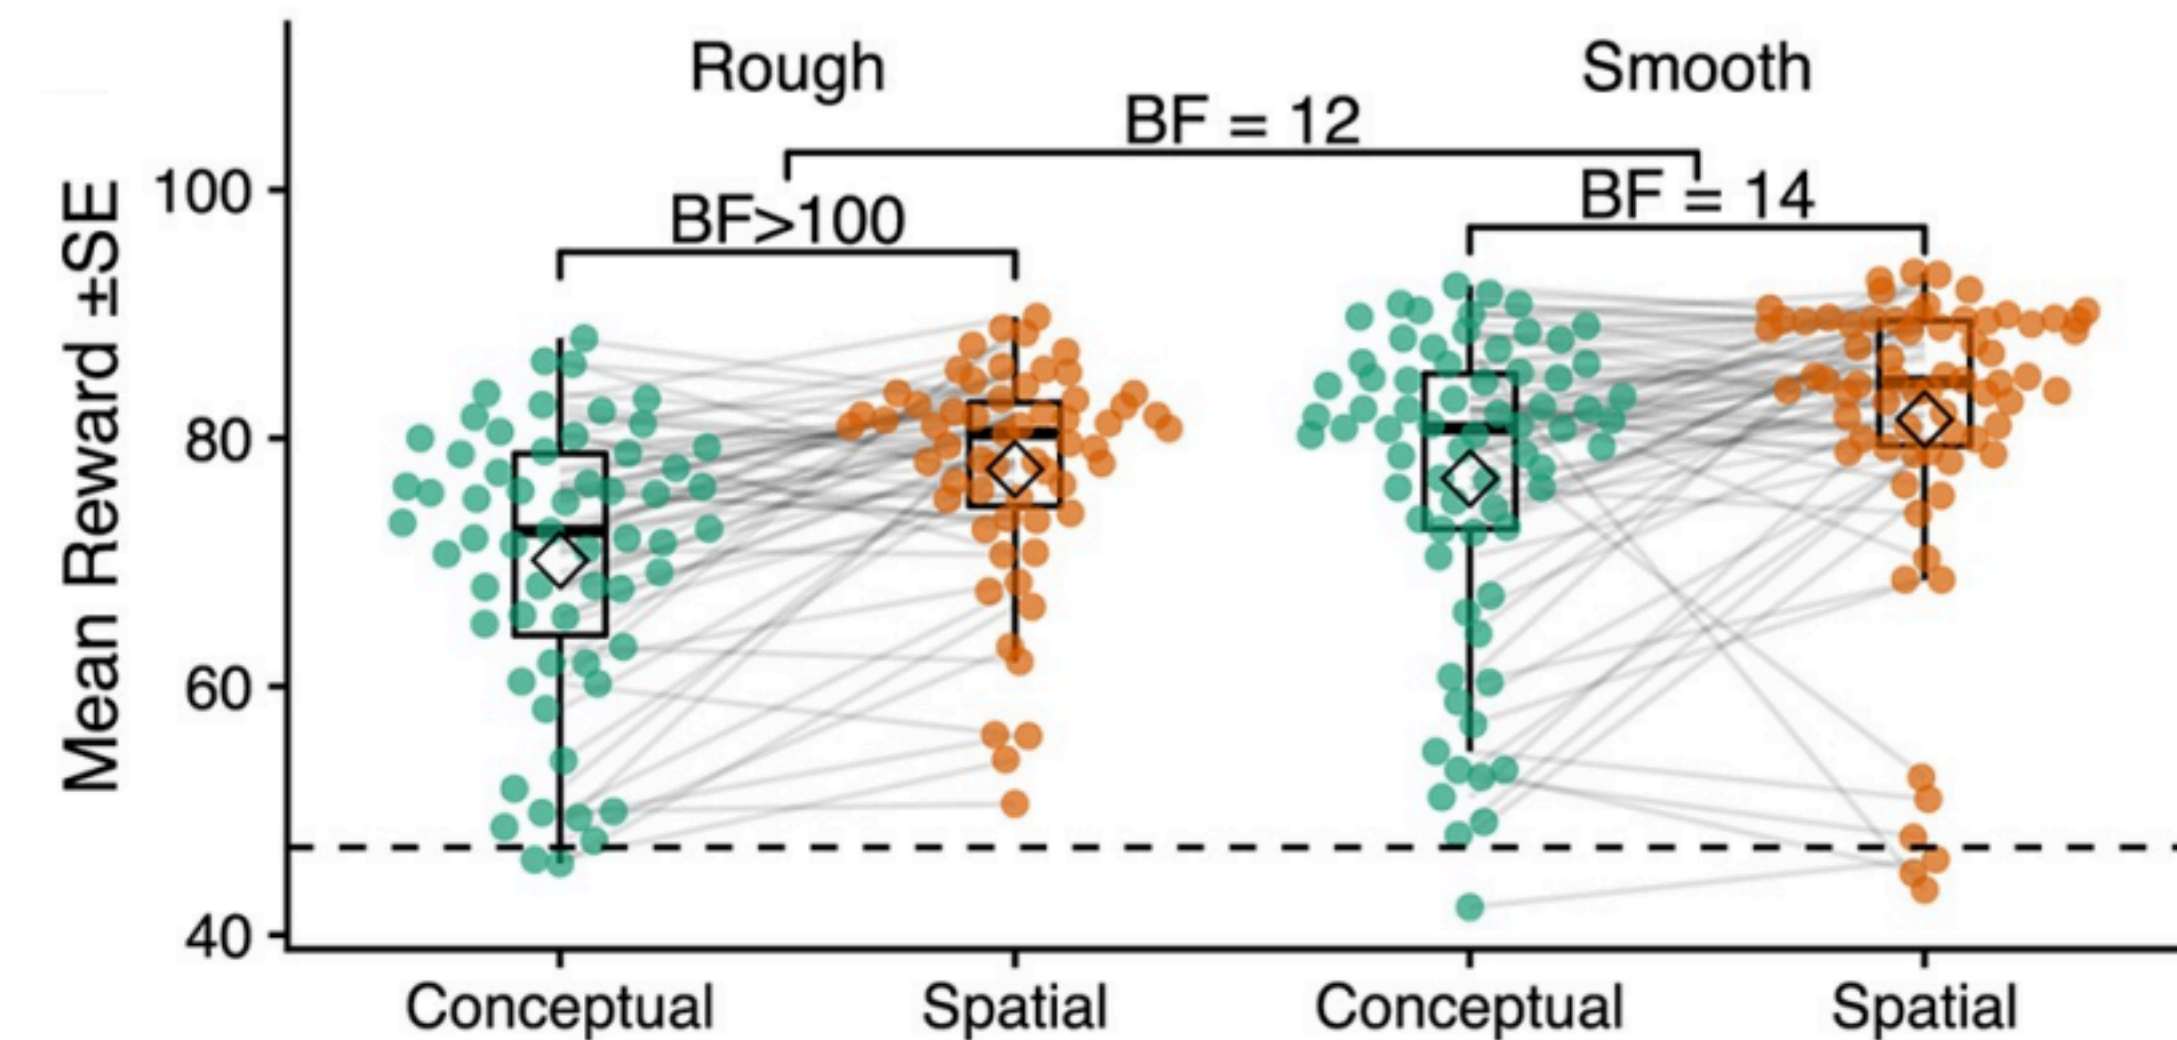 Rough
Smooth
BF = 12
BF>100
BF = 14
Mean Reward ±SE
100
80
60
40
Conceptual
Spatial
Conceptual
Spatial